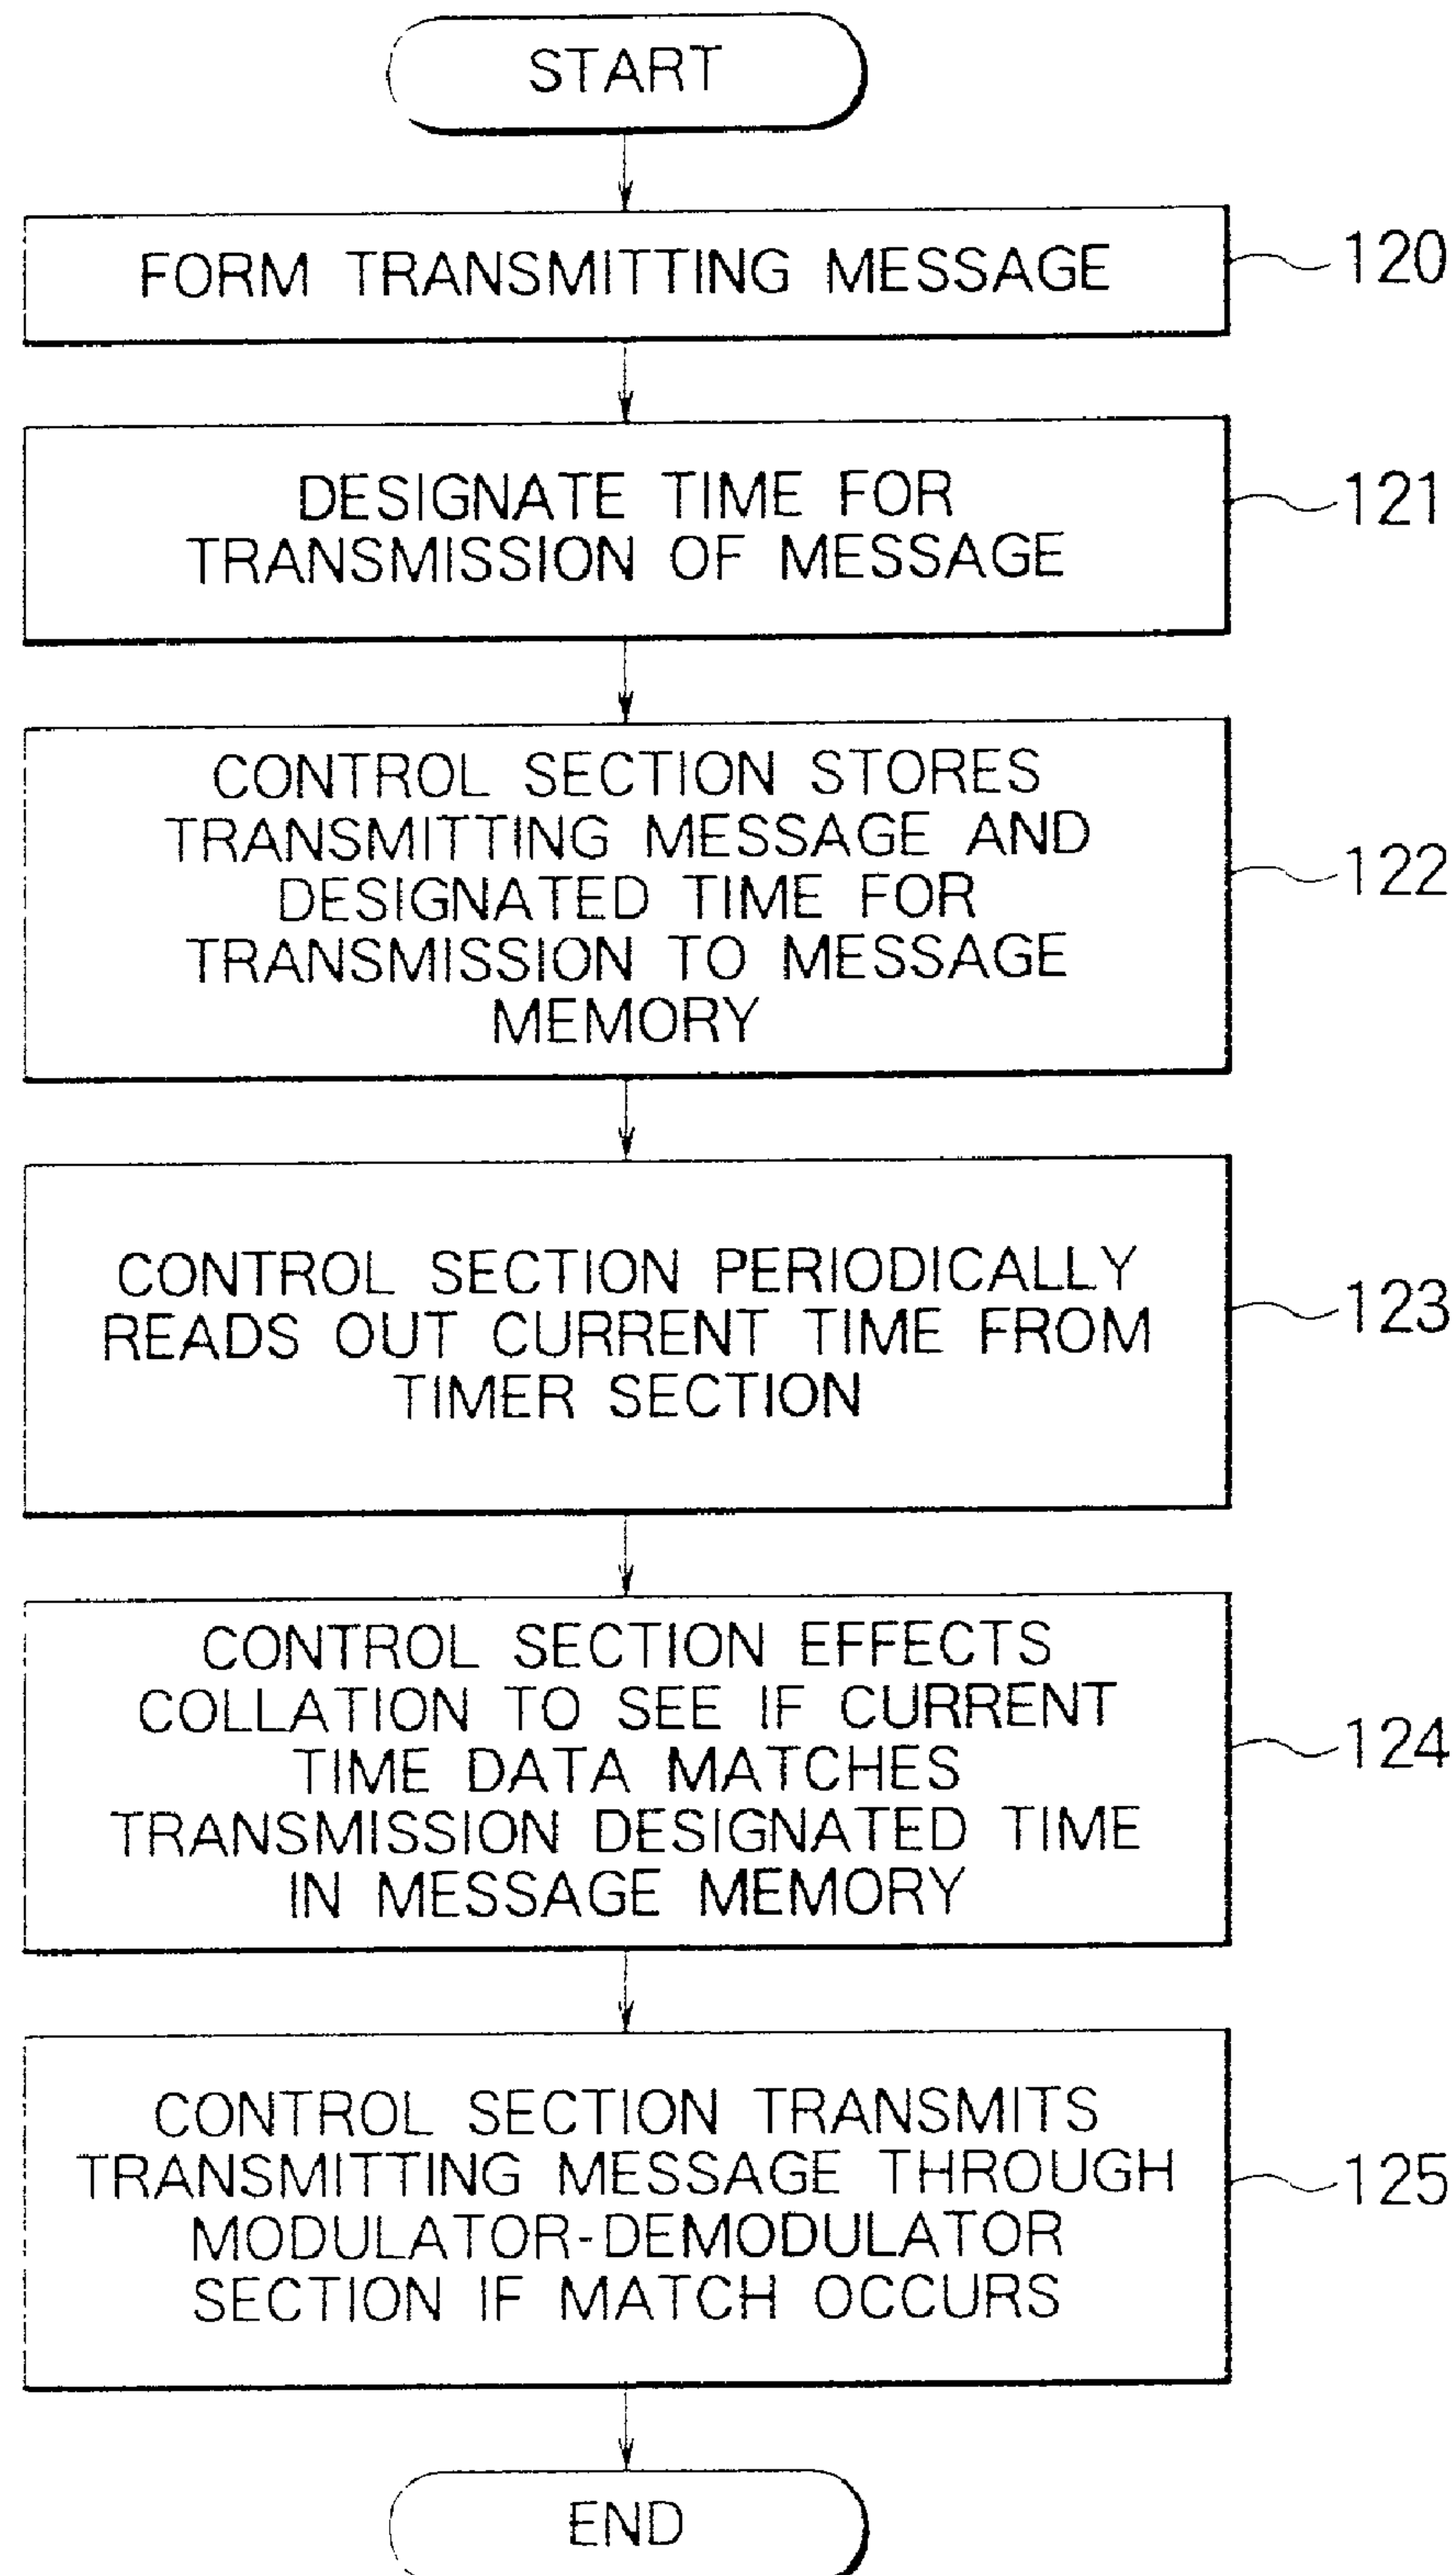 START
FORM TRANSMITTING MESSAGE
120
DESIGNATE TIME FOR
TRANSMISSION OF MESSAGE
121
CONTROL SECTION STORES
TRANSMITTING MESSAGE AND
DESIGNATED TIME FOR
TRANSMISSION TO MESSAGE
MEMORY
122
CONTROL SECTION PERIODICALLY
READS OUT CURRENT TIME FROM
TIMER SECTION
123
CONTROL SECTION EFFECTS
COLLATION TO SEE IF CURRENT
TIME DATA MATCHES
TRANSMISSION DESIGNATED TIME
IN MESSAGE MEMORY
124
CONTROL SECTION TRANSMITS
TRANSMITTING MESSAGE THROUGH
MODULATOR-DEMODULATOR
SECTION IF MATCH OCCURS
125
END